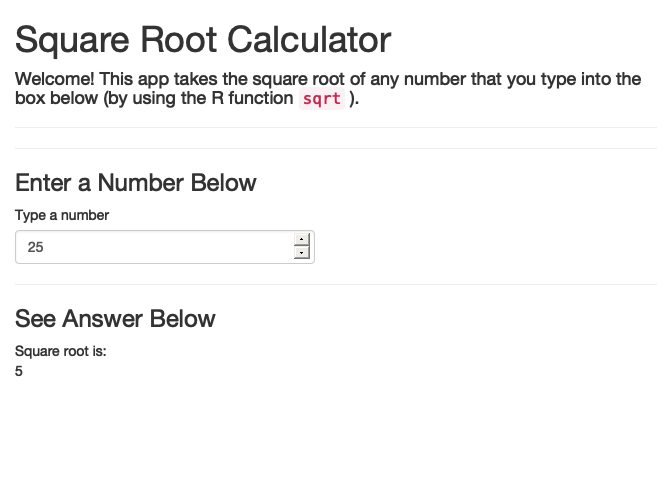 Square Root Calculator
Welcome! This app takes the square root of any number that you type into the
box below (by using the R function sqrt ).
Enter a Number Below
Type a number
25
See Answer Below
Square root is:
5